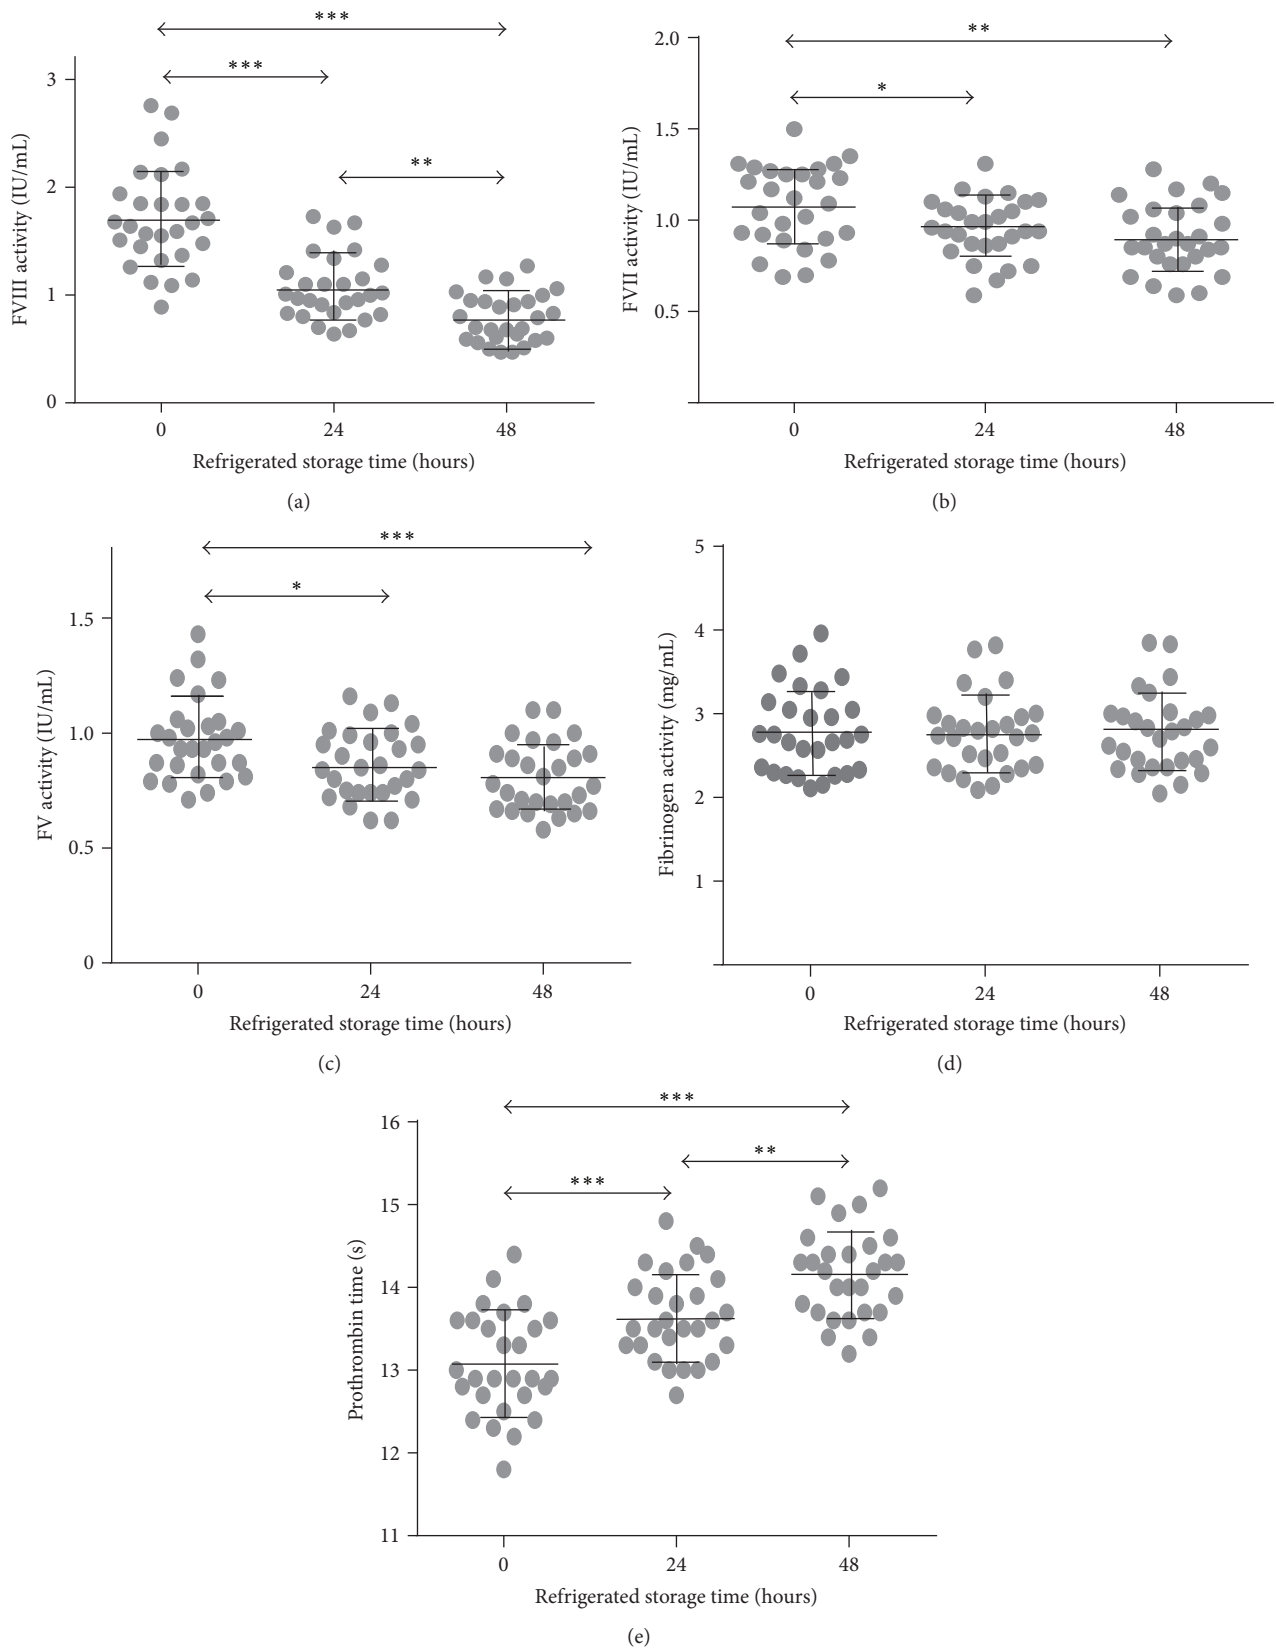 ***
***
**
3
2
1
0
FVIII activity (IU/mL)
0 24 48
Refrigerated storage time (hours)
(a)
**
*
2.0
1.5
1.0
0.5
FVII activity (IU/mL)
0 24 48
Refrigerated storage time (hours)
(b)
***
*
1.5
1.0
0.5
0
FV activity (IU/mL)
0 24 48
Refrigerated storage time (hours)
(c)
5
4
3
2
1
Fibrinogen activity (mg/mL)
0 24 48
Refrigerated storage time (hours)
(d)
***
**
***
16
15
14
13
12
11
Prothrombin time (s)
0 24 48
Refrigerated storage time (hours)
(e)